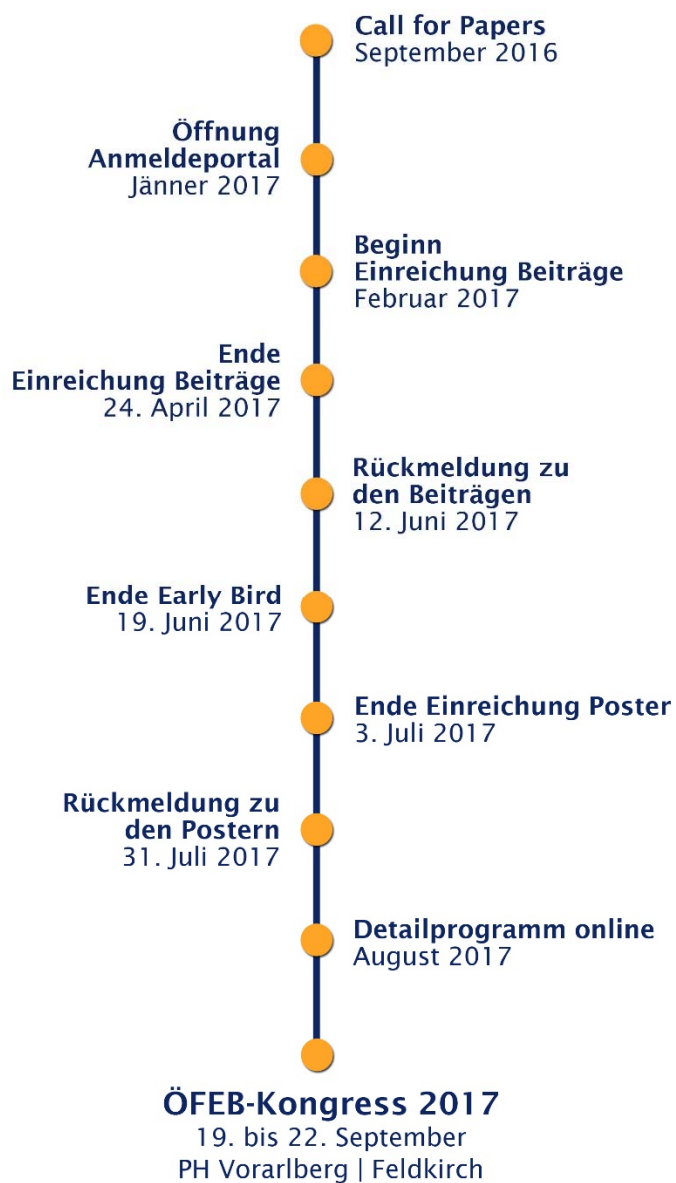 Call for Papers
September 2016
Öffnung
Anmeldeportal
Jänner 2017
Beginn
Einreichung Beiträge
Februar 2017
Ende
Einreichung Beiträge
24. April 2017
Rückmeldung zu
den Beiträgen
12. Juni 2017
Ende Early Bird
19. Juni 2017
Ende Einreichung Poster
3. Juli 2017
Rückmeldung zu
den Postern
31. Juli 2017
Detailprogramm online
August 2017
ÖFEB-Kongress 2017
19. bis 22. September
PH Vorarlberg | Feldkirch